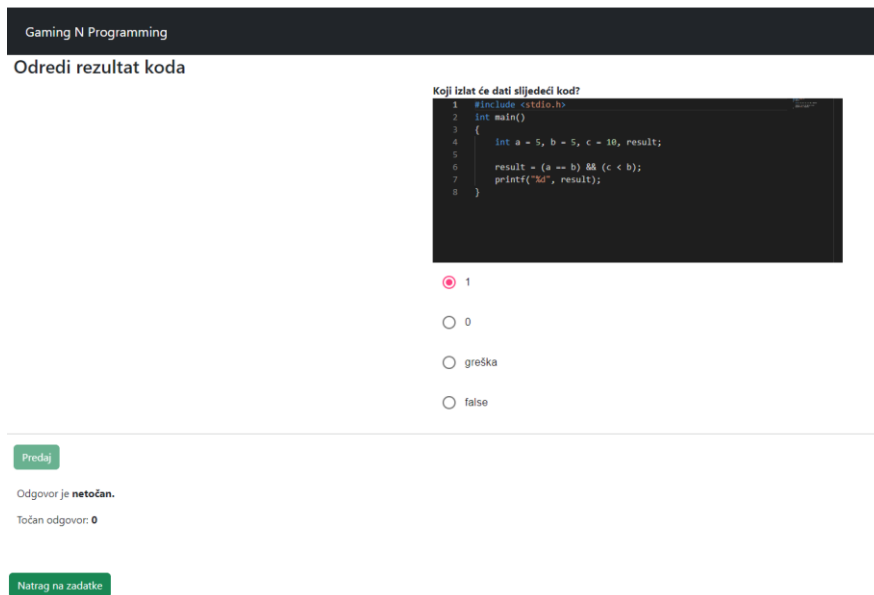 Gaming N Programming
Odredi rezultat koda
Koji izlat će dati slijedeći kod?
1 #include <stdio.h>
2 int main()
3 {
4 int a = 5, b = 5, c = 10, result;
5
6 result = (a == b) && (c < b);
7 printf("%d", result);
8 }
1
0
greška
false
Predaj
Odgovor je netočan.
Točan odgovor: 0
Natrag na zadatke